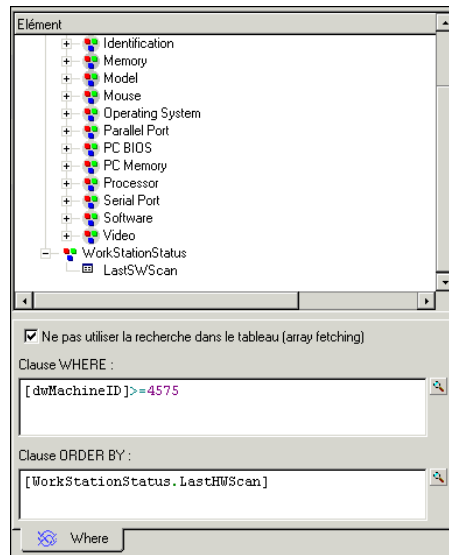 Elément
Identification
Memory
Model
Mouse
Operating System
Parallel Port
PC BIOS
PC Memory
Processor
Serial Port
Software
Video
WorkStationStatus
LastSWScan
Ne pas utiliser la recherche dans le tableau (array fetching)
Clause WHERE :
[dwMachineID]>=4575
Clause ORDER BY :
[WorkStationStatus.LastHWScan]
Where